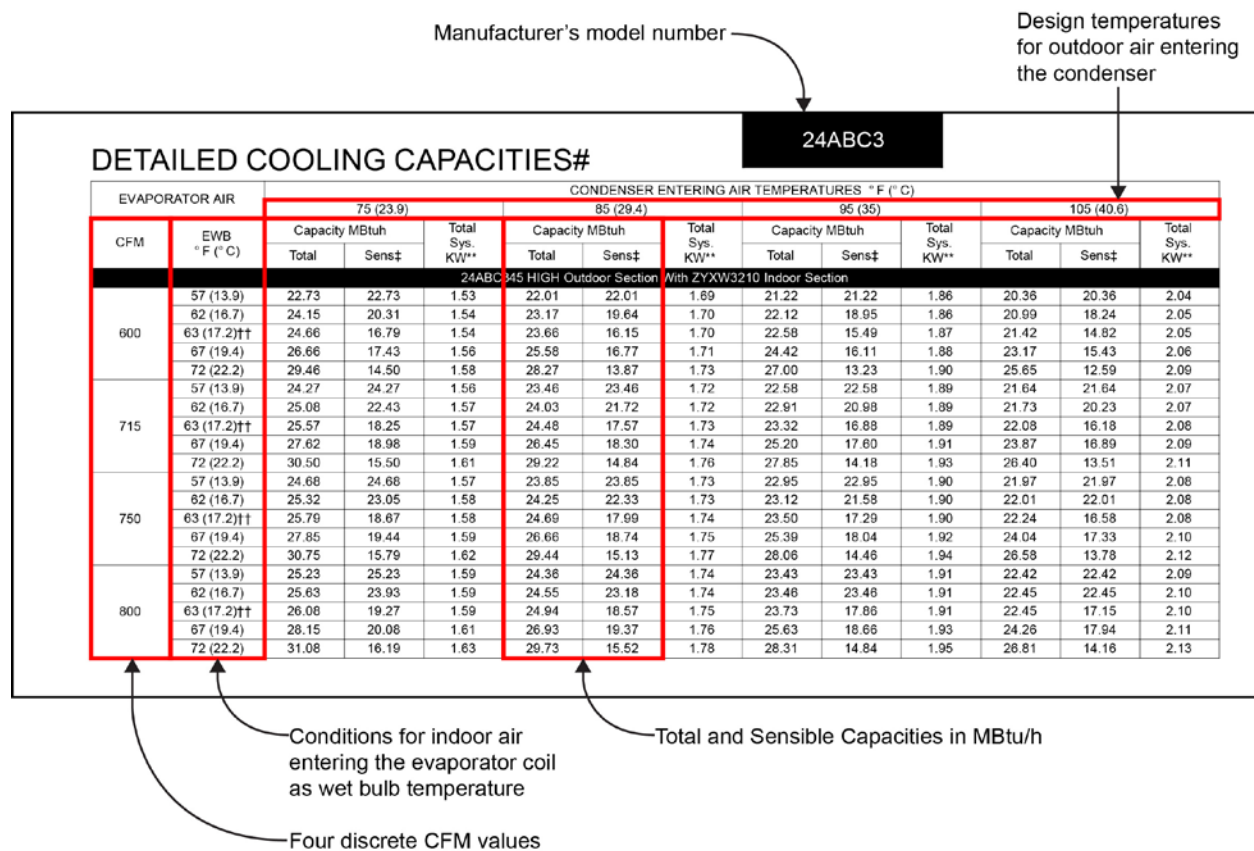 Manufacturer's model number
Design temperatures
for outdoor air entering
the condenser
24ABC3
DETAILED COOLING CAPACITIES#
EVAPORATOR AIR CONDENSER ENTERING AIR TEMPERATURES ° F (° C)
75 (23.9) 85 (29.4) 95 (35) 105 (40.6)
CFM EWB ° F (° C) Capacity MBtuh Total Sys. KW** Capacity MBtuh Total Sys. KW** Capacity MBtuh Total Sys. KW** Capacity MBtuh Total Sys. KW**
Total Sens‡ Total Sens‡ Total Sens‡ Total Sens‡
24ABC345 HIGH Outdoor Section With ZYXW3210 Indoor Section
600
57 (13.9) 22.73 22.73 1.53 22.01 22.01 1.69 21.22 21.22 1.86 20.36 20.36 2.04
62 (16.7) 24.15 20.31 1.54 23.17 19.64 1.70 22.12 18.95 1.86 20.99 18.24 2.05
63 (17.2)†† 24.66 16.79 1.54 23.66 16.15 1.70 22.58 15.49 1.87 21.42 14.82 2.05
67 (19.4) 26.66 17.43 1.56 25.58 16.77 1.71 24.42 16.11 1.88 23.17 15.43 2.06
72 (22.2) 29.46 14.50 1.58 28.27 13.87 1.73 27.00 13.23 1.90 25.65 12.59 2.09
715
57 (13.9) 24.27 24.27 1.56 23.46 23.46 1.72 22.58 22.58 1.89 21.64 21.64 2.07
62 (16.7) 25.08 22.43 1.57 24.03 21.72 1.72 22.91 20.98 1.89 21.73 20.23 2.07
63 (17.2)†† 25.57 18.25 1.57 24.48 17.57 1.73 23.32 16.88 1.89 22.08 16.18 2.08
67 (19.4) 27.62 18.98 1.59 26.45 18.30 1.74 25.20 17.60 1.91 23.87 16.89 2.09
72 (22.2) 30.50 15.50 1.61 29.22 14.84 1.76 27.85 14.18 1.93 26.40 13.51 2.11
750
57 (13.9) 24.68 24.68 1.57 23.85 23.85 1.73 22.95 22.95 1.90 21.97 21.97 2.08
62 (16.7) 25.32 23.05 1.58 24.25 22.33 1.73 23.12 21.58 1.90 22.01 22.01 2.08
63 (17.2)†† 25.79 18.67 1.58 24.69 17.99 1.74 23.50 17.29 1.90 22.24 16.58 2.08
67 (19.4) 27.85 19.44 1.59 26.66 18.74 1.75 25.39 18.04 1.92 24.04 17.33 2.10
72 (22.2) 30.75 15.79 1.62 29.44 15.13 1.77 28.06 14.46 1.94 26.58 13.78 2.12
800
57 (13.9) 25.23 25.23 1.59 24.36 24.36 1.74 23.43 23.43 1.91 22.42 22.42 2.09
62 (16.7) 25.63 23.93 1.59 24.55 23.18 1.74 23.46 23.46 1.91 22.45 22.45 2.10
63 (17.2)†† 26.08 19.27 1.59 24.94 18.57 1.75 23.73 17.86 1.91 22.45 17.15 2.10
67 (19.4) 28.15 20.08 1.61 26.93 19.37 1.76 25.63 18.66 1.93 24.26 17.94 2.11
72 (22.2) 31.08 16.19 1.63 29.73 15.52 1.78 28.31 14.84 1.95 26.81 14.16 2.13
Conditions for indoor air
entering the evaporator coil
as wet bulb temperature
Total and Sensible Capacities in MBtu/h
Four discrete CFM values